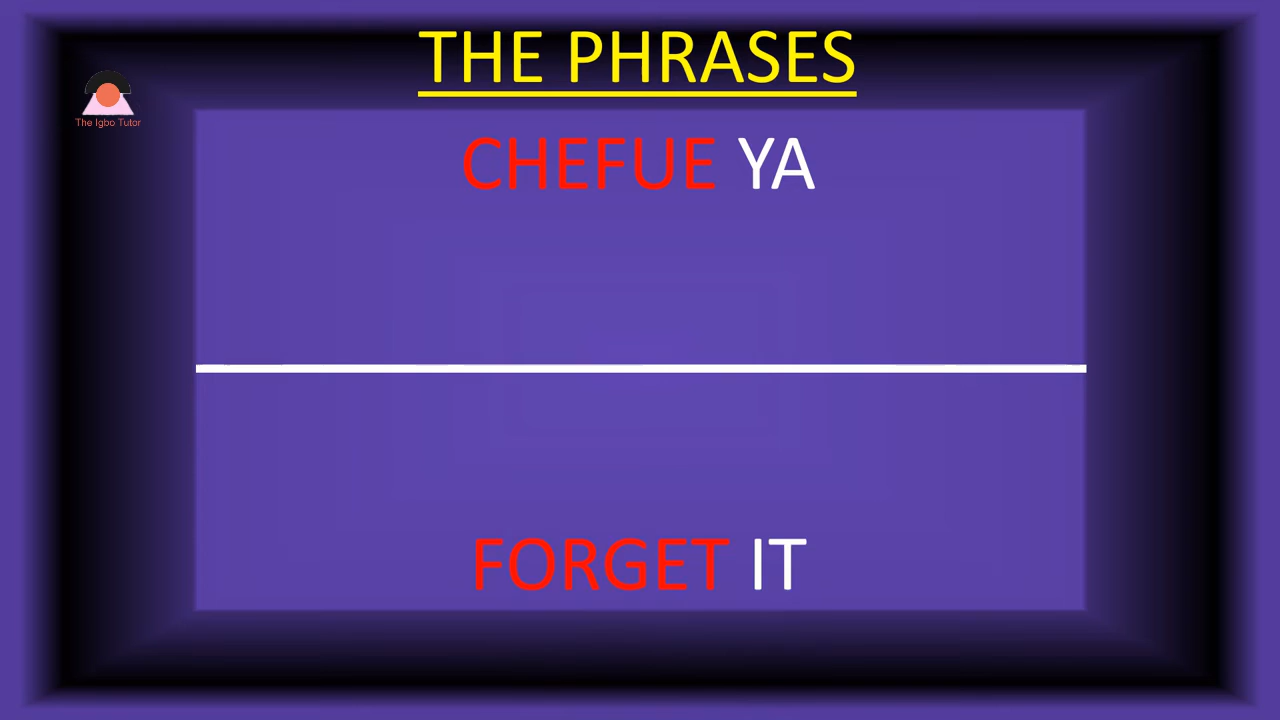 THE PHRASES
The Igbo Tutor
CHEFUE YA
FORGET IT